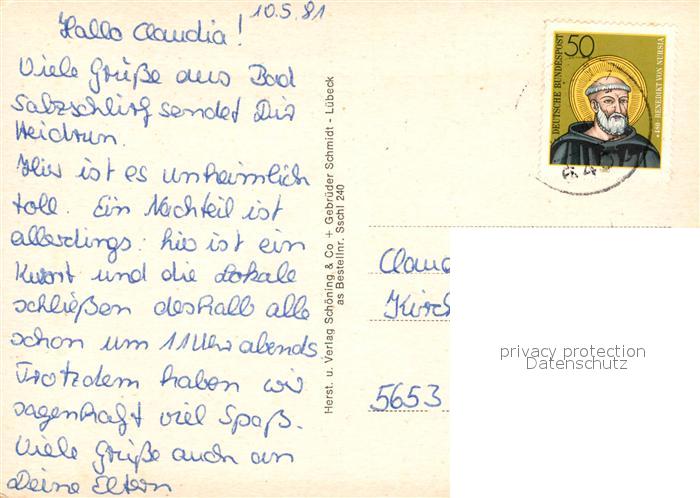 10.5.81
Hallo Claudia!
Viele Grüße aus Bad
Salzschlirf sendet Dir
Heidrun.
Hier ist es unheimlich
toll. Ein Nachteil ist
allerdings: hier ist ein
Kurort und die Lokale
schließen deshalb alle
schon um 11 Uhr abends.
Trotzdem haben wir
sagenhaft viel Spaß.
Viele Grüße auch an
Deine Eltern
Herst. u. Verlag Schöning & Co + Gebrüder Schmidt - Lübeck
as Bestellnr. Sschl 240
DEUTSCHE BUNDESPOST
50
* 480 BENEDIKT VON NURSIA
Claud
Kirch
5653
privacy protection
Datenschutz